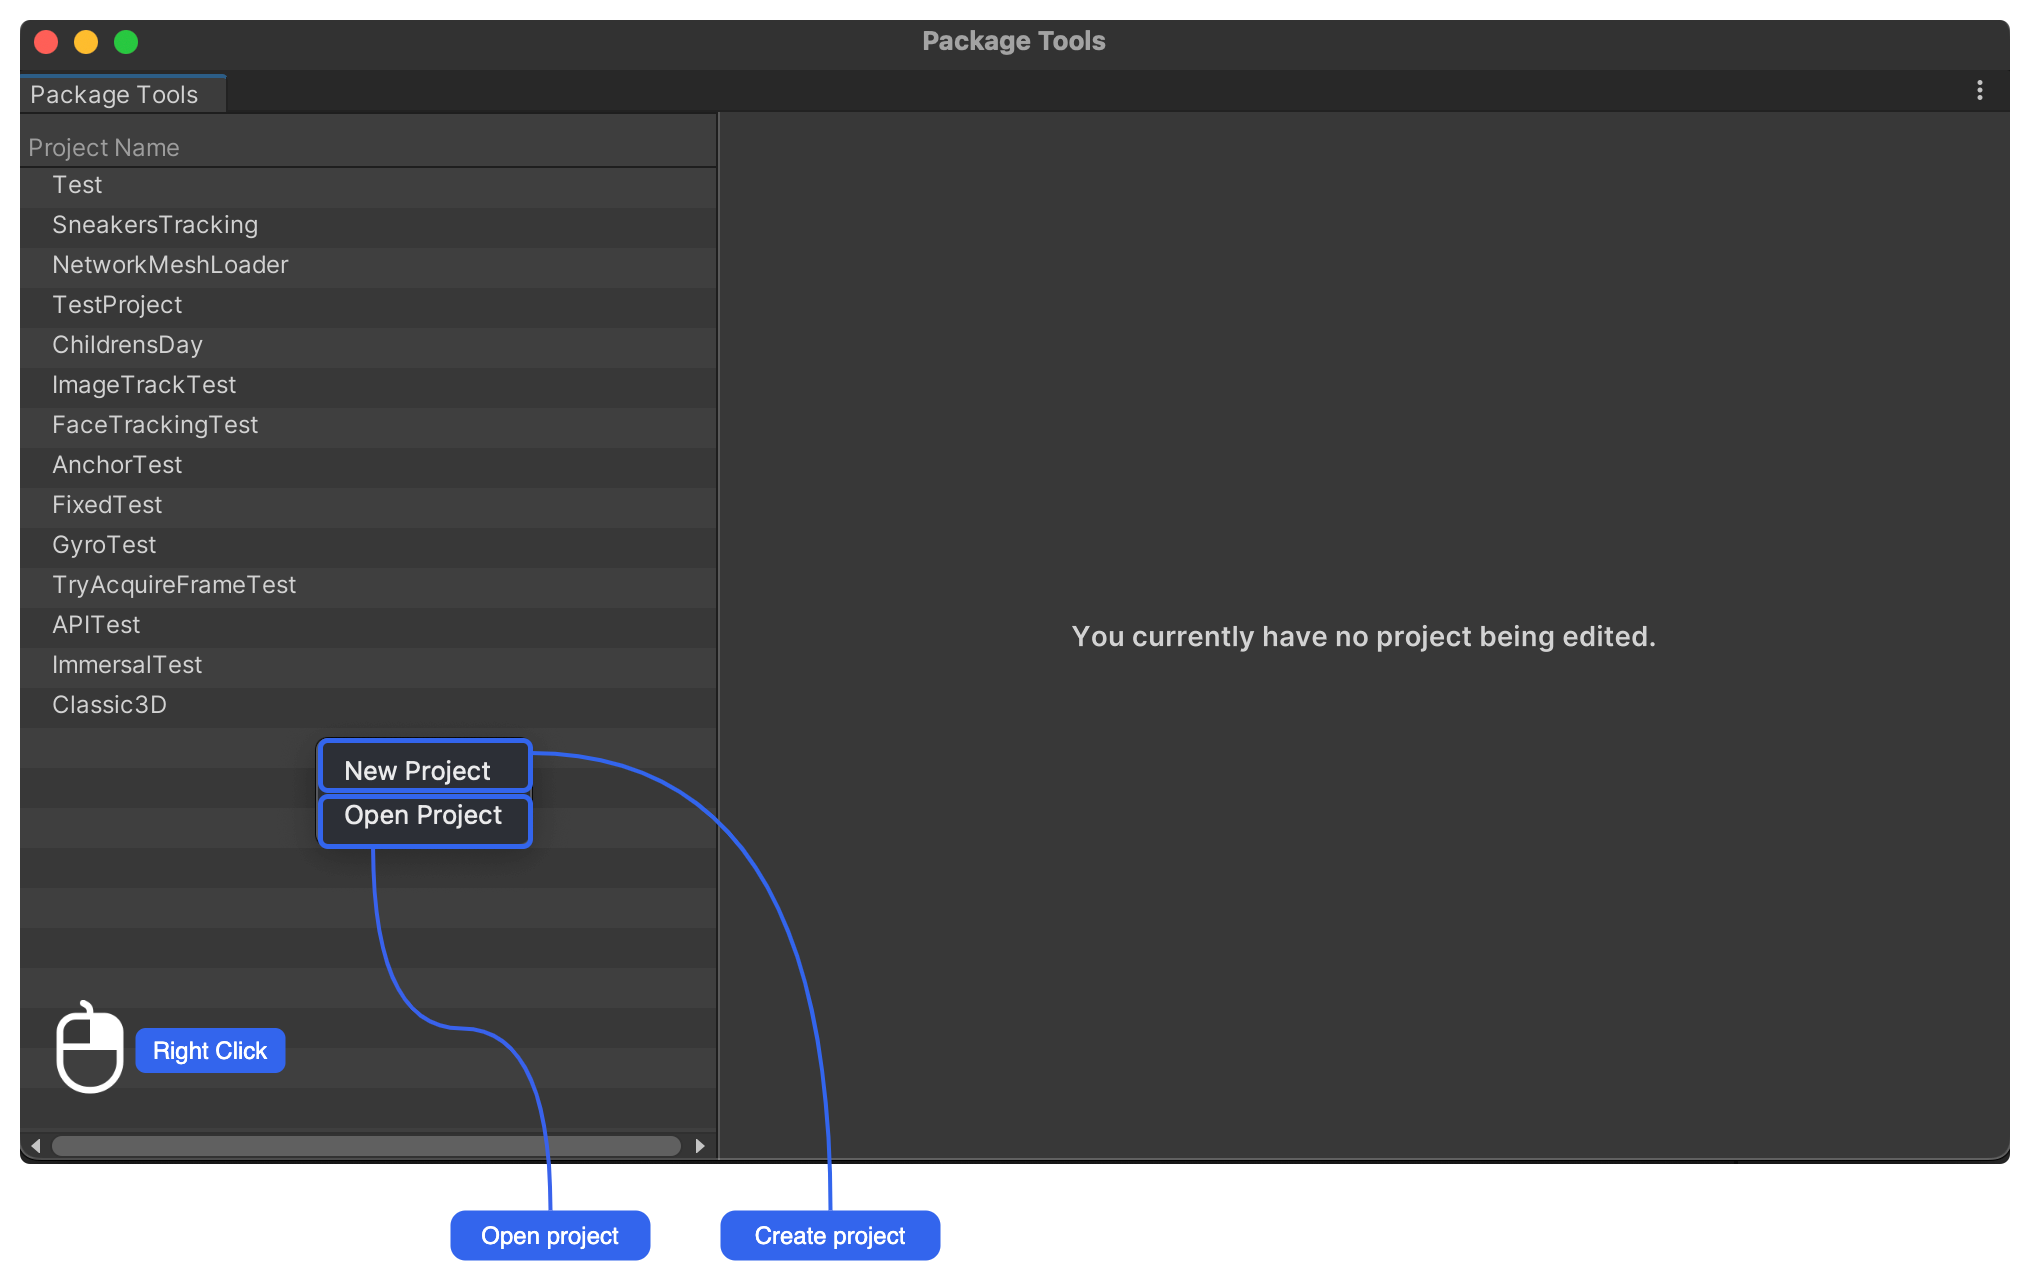 Package Tools
Package Tools
Project Name
Test
SneakersTracking
NetworkMeshLoader
TestProject
ChildrensDay
ImageTrackTest
FaceTrackingTest
AnchorTest
FixedTest
GyroTest
TryAcquireFrameTest
APITest
ImmersalTest
Classic3D
New Project
Open Project
You currently have no project being edited.
Right Click
Open project
Create project